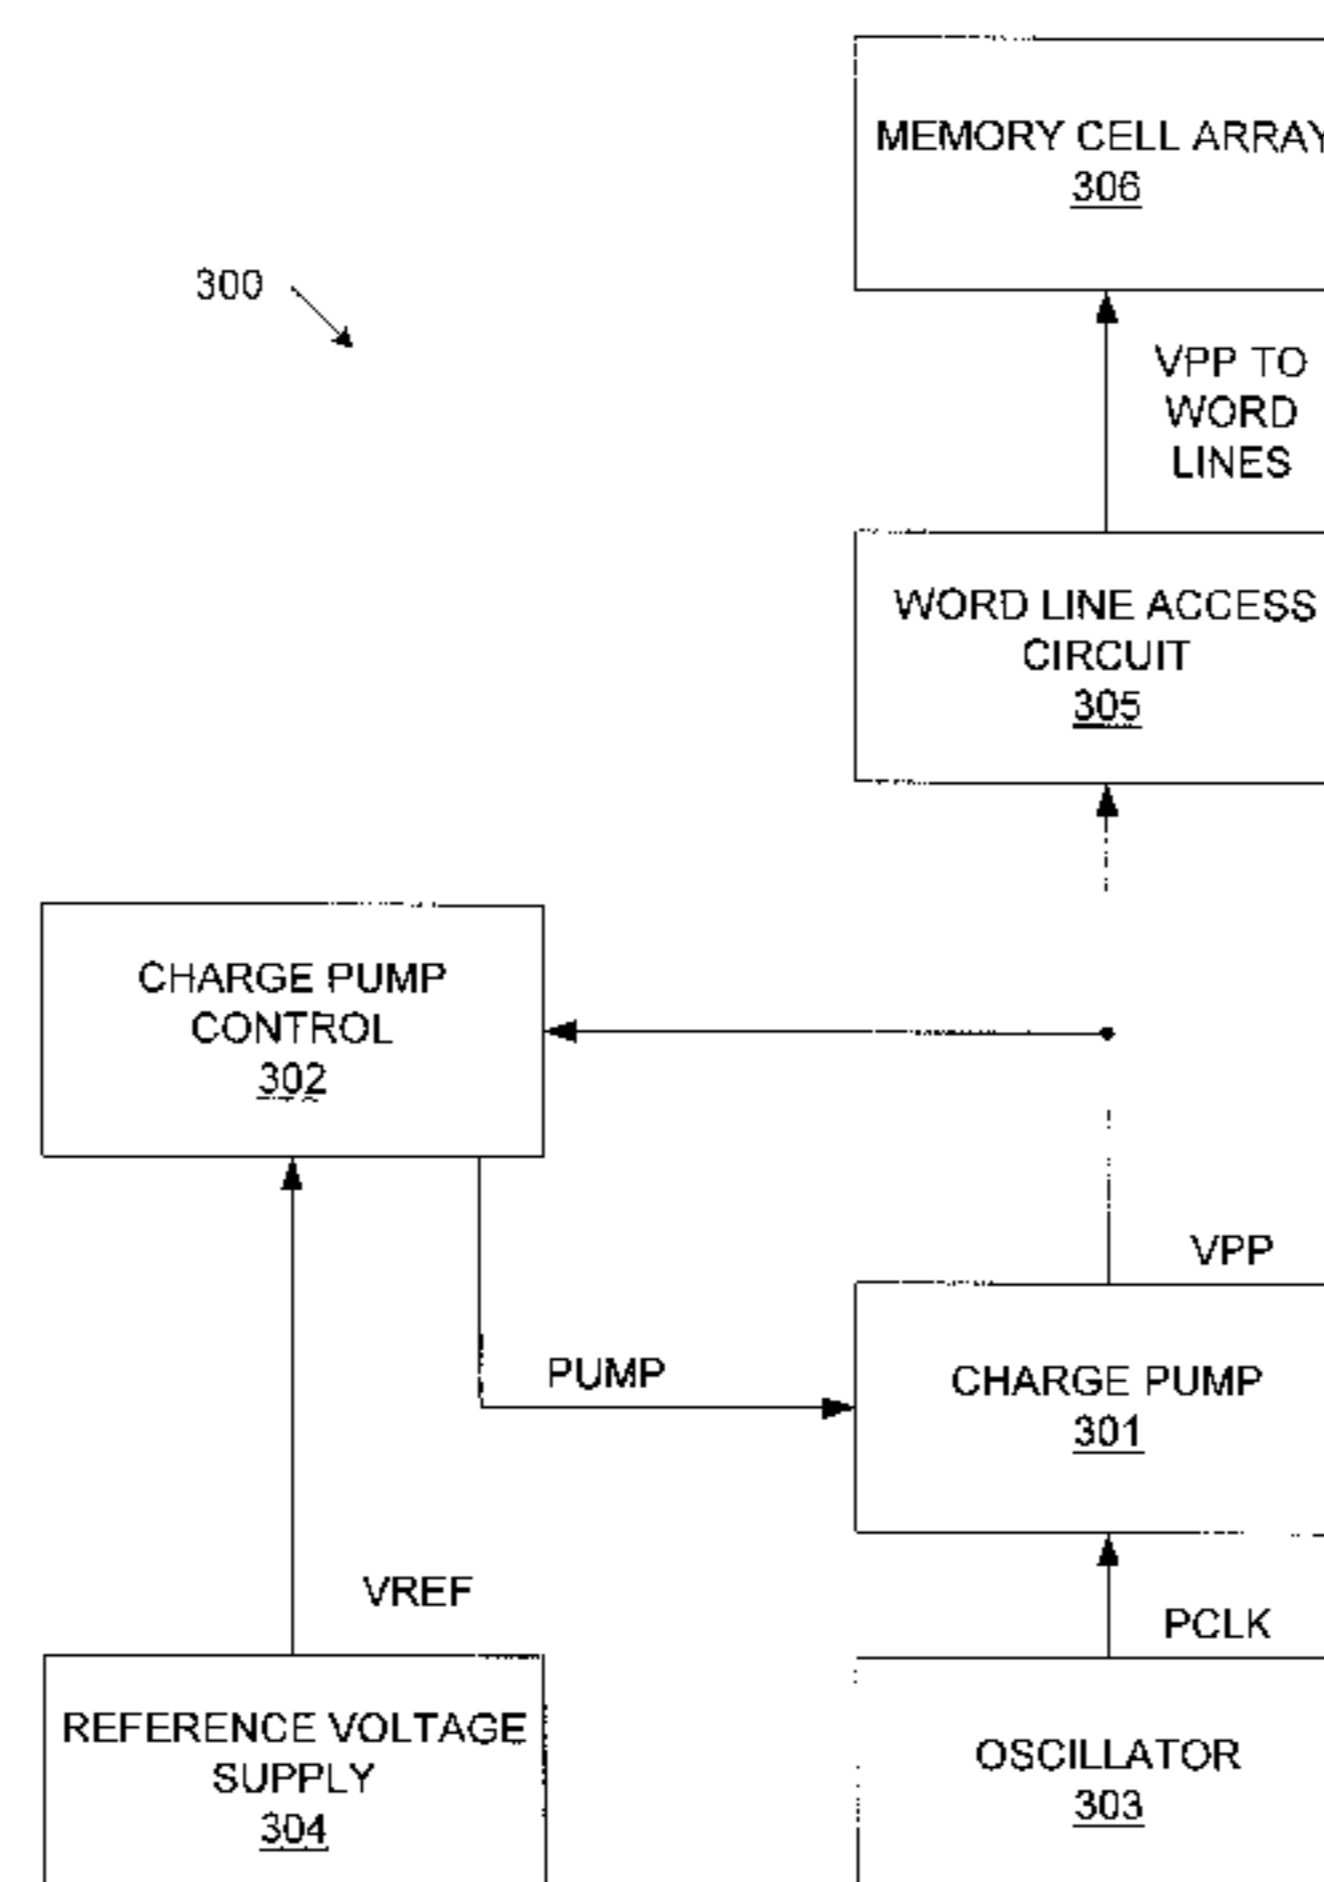 MEMORY CELL ARRAY
306
300
VPP TO
WORD
LINES
WORD LINE ACCESS
CIRCUIT
305
CHARGE PUMP
CONTROL
302
VPP
PUMP
CHARGE PUMP
301
VREF
PCLK
REFERENCE VOLTAGE
SUPPLY
304
OSCILLATOR
303